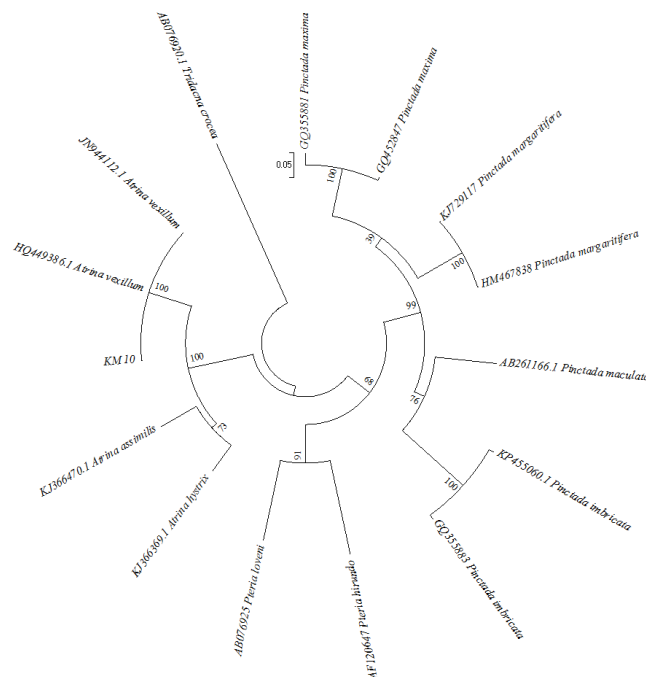 AB076920.1 Tridacna crocea
GQ355881 Pinctada maxima
GQ452847 Pinctada maxima
KJ729117 Pinctada margaritifera
HM467838 Pinctada margaritifera
AB261166.1 Pinctada maculata
KP455060.1 Pinctada imbricata
GQ355883 Pinctada imbricata
AF120647 Pteria hirundo
AB076925 Pteria loveni
KJ366369.1 Atrina hystrix
KJ366470.1 Atrina assimilis
KM 10
HQ449386.1 Atrina vexillum
JN944112.1 Atrina vexillum
0.05
100
39
100
99
76
100
68
91
73
100
100